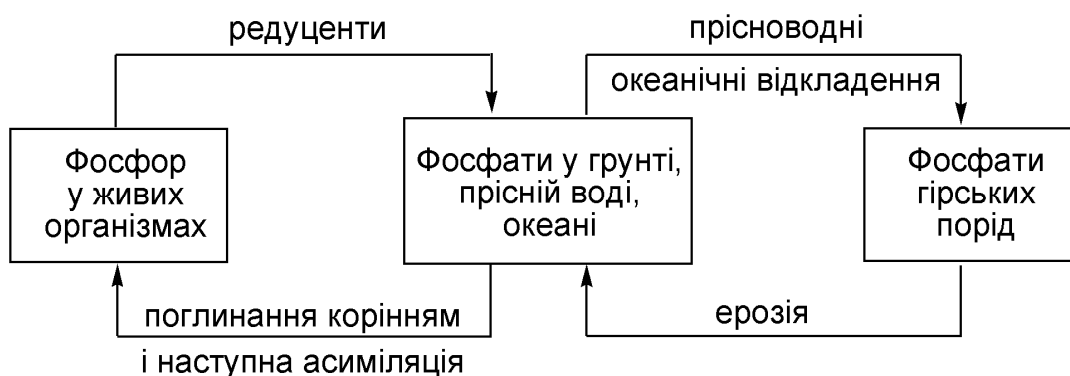 редуценти
прісноводні
океанічні відкладення
Фосфор
у живих
організмах
Фосфати у грунті,
прісній воді,
океані
Фосфати
гірських
порід
поглинання корінням
і наступна асиміляція
ерозія